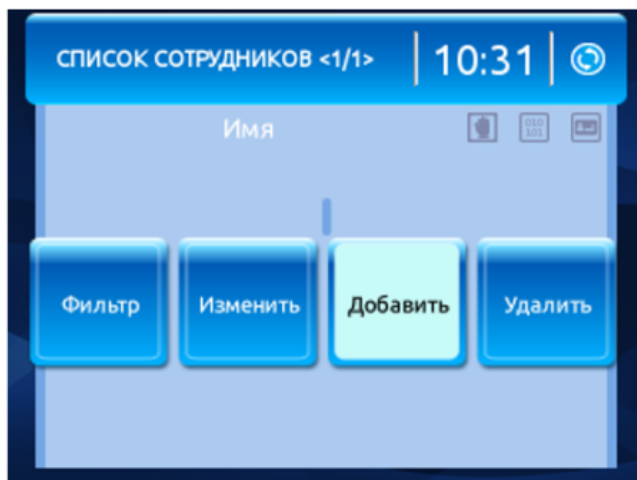 СПИСОК СОТРУДНИКОВ <1/1> 10:31
Имя 010 101
Фильтр Изменить Добавить Удалить